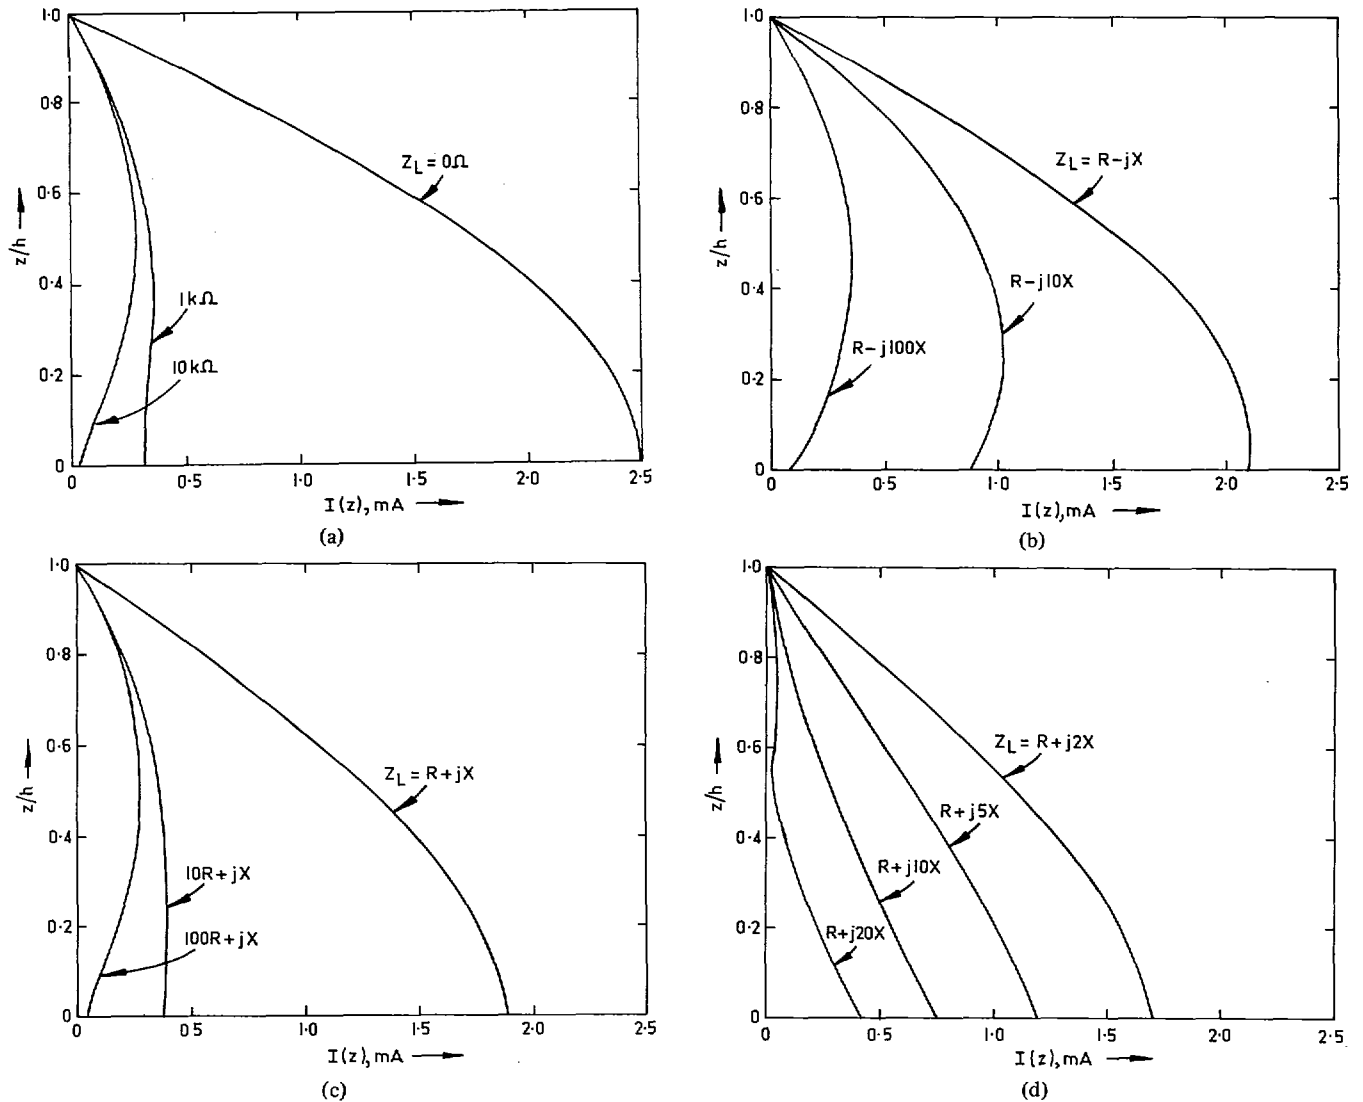 1·0
0·8
0·6
0·4
0·2
0
z/h
Z_L = 0Ω
1kΩ
10kΩ
0 0·5 1·0 1·5 2·0 2·5
I(z), mA
(a)
1·0
0·8
0·6
0·4
0·2
0
z/h
Z_L = R−jX
R−j10X
R−j100X
0 0·5 1·0 1·5 2·0 2·5
I(z), mA
(b)
1·0
0·8
0·6
0·4
0·2
0
z/h
Z_L = R+jX
10R+jX
100R+jX
0 0·5 1·0 1·5 2·0 2·5
I(z), mA
(c)
1·0
0·8
0·6
0·4
0·2
0
z/h
Z_L = R+j2X
R+j5X
R+j10X
R+j20X
0 0·5 1·0 1·5 2·0 2·5
I(z), mA
(d)